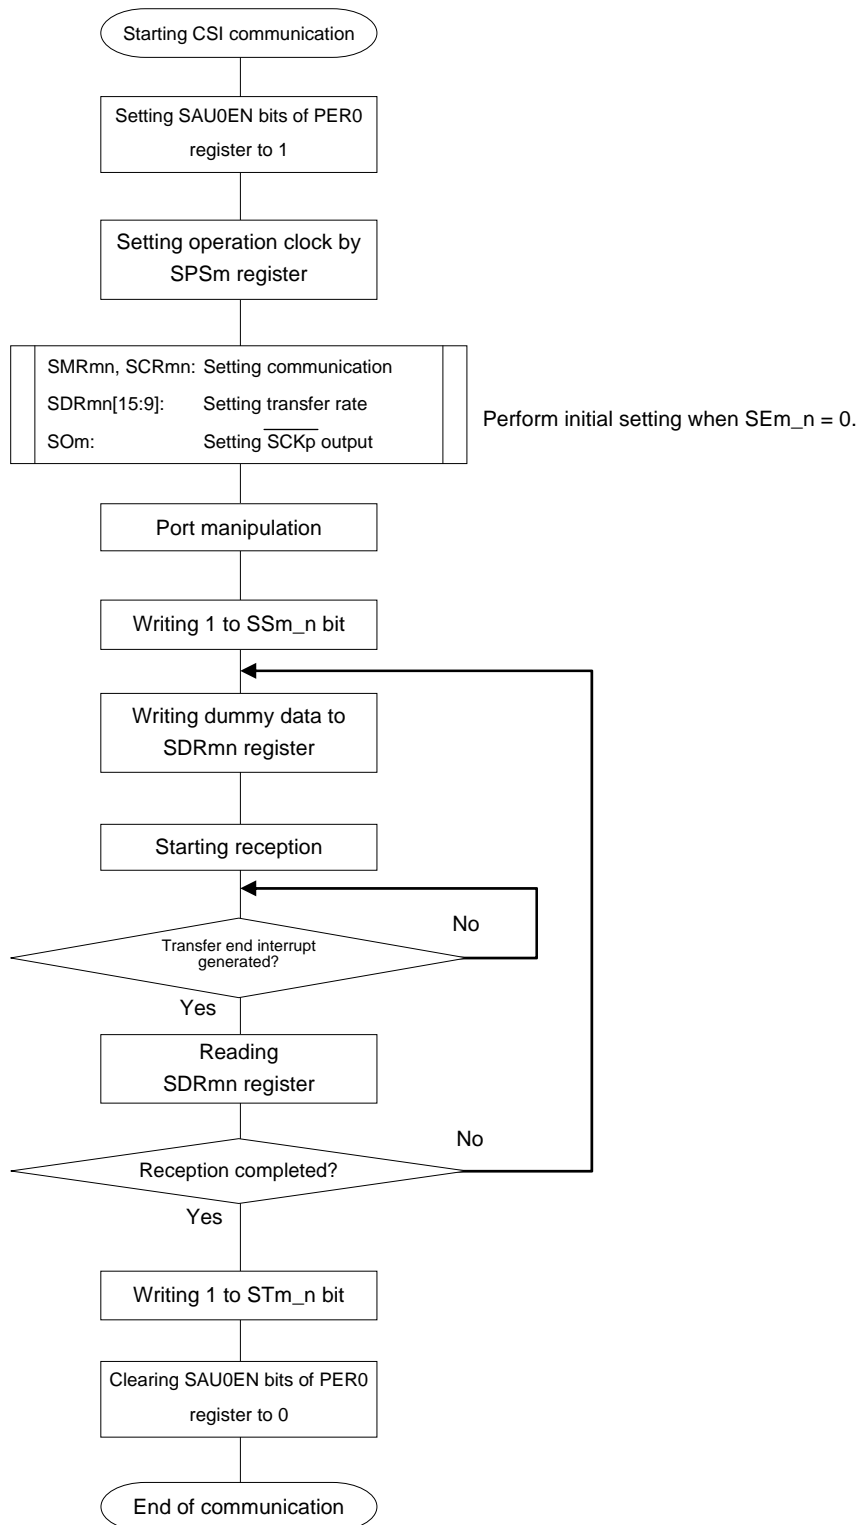 Starting CSI communication
Setting SAU0EN bits of PER0
register to 1
Setting operation clock by
SPSm register
SMRmn, SCRmn: Setting communication
SDRmn[15:9]: Setting transfer rate
SOm: Setting S̅C̅K̅p̅ output
Perform initial setting when SEm_n = 0.
Port manipulation
Writing 1 to SSm_n bit
Writing dummy data to
SDRmn register
Starting reception
No
Transfer end interrupt
generated?
Yes
Reading
SDRmn register
No
Reception completed?
Yes
Writing 1 to STm_n bit
Clearing SAU0EN bits of PER0
register to 0
End of communication